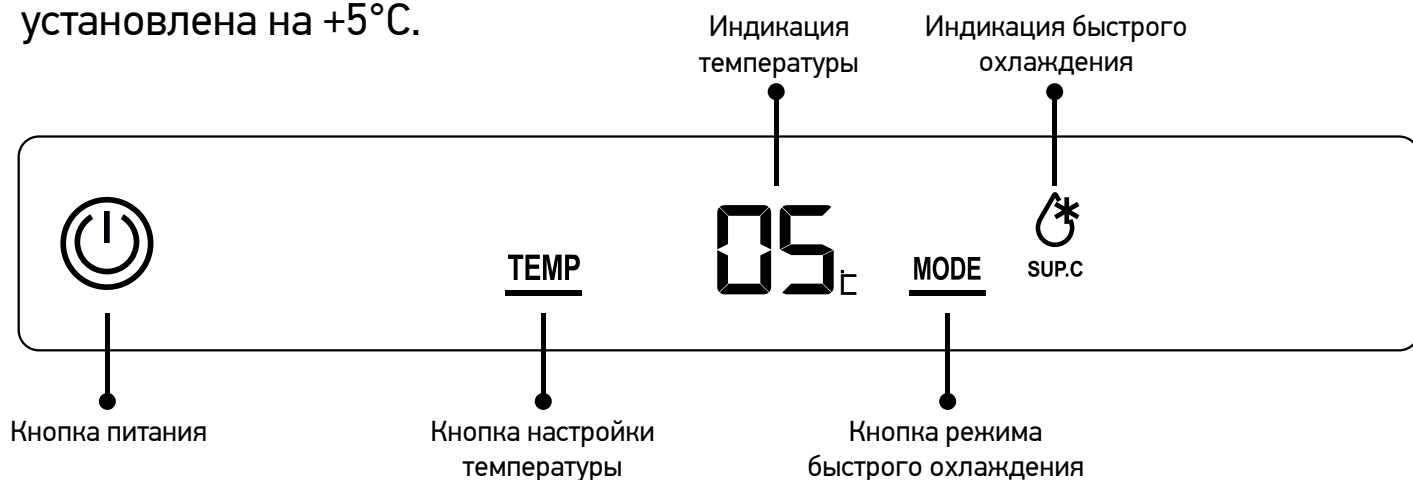 установлена на +5°C.
Индикация
температуры
Индикация быстрого
охлаждения
TEMP
05
MODE
SUP.C
Кнопка питания
Кнопка настройки
температуры
Кнопка режима
быстрого охлаждения